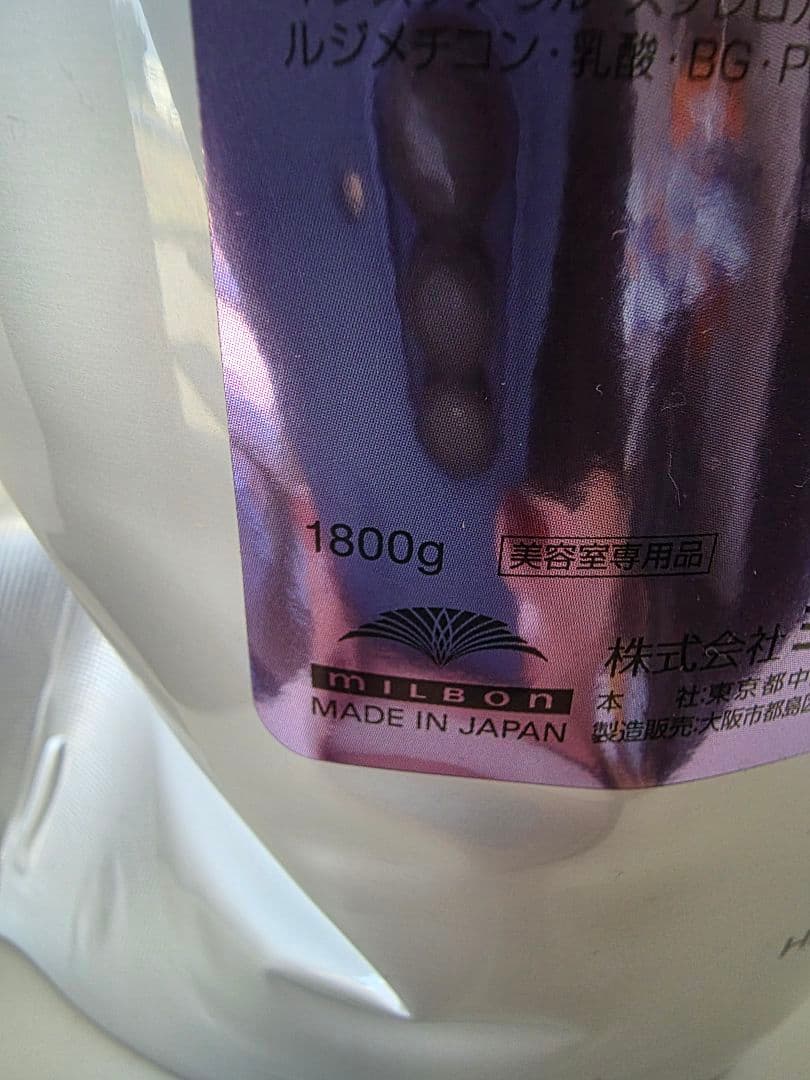 ルジメチコン・乳酸・BG・P
1800g
美容室専用品
MILBON
MADE IN JAPAN
株式会社
本 社:東京都中
製造販売:大阪市都島区
H